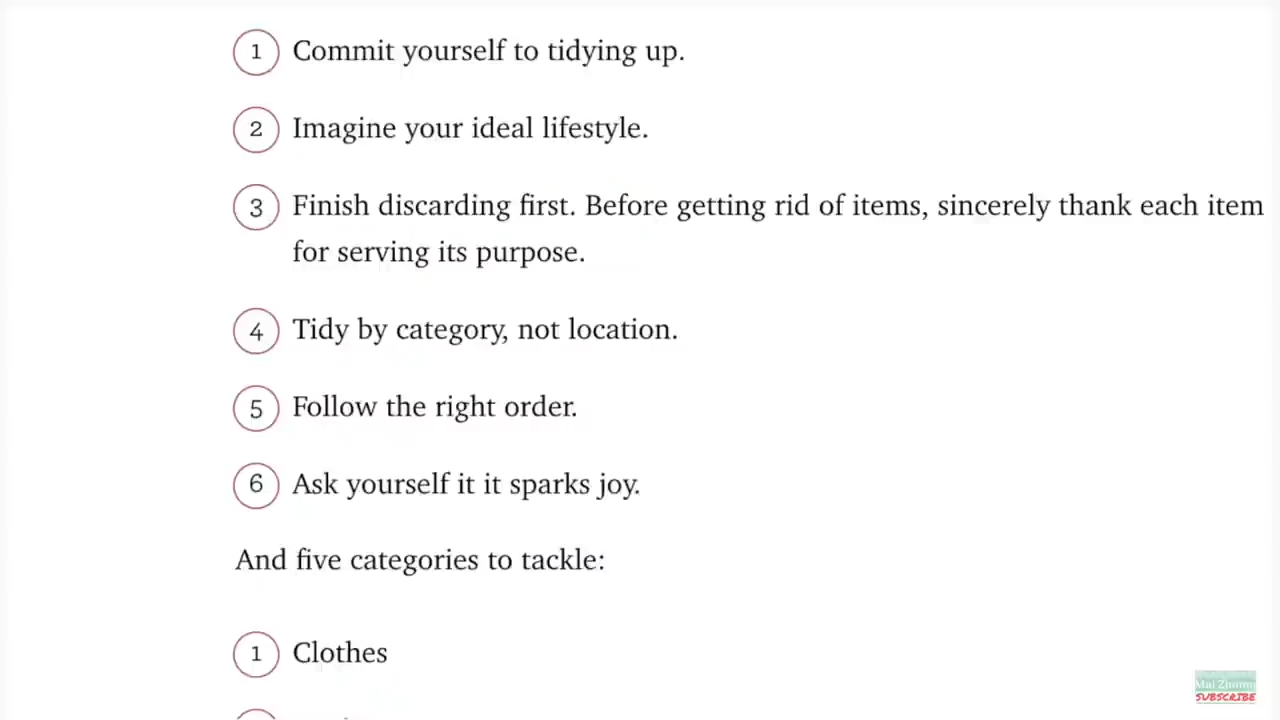 1 Commit yourself to tidying up.
2 Imagine your ideal lifestyle.
3 Finish discarding first. Before getting rid of items, sincerely thank each item
for serving its purpose.
4 Tidy by category, not location.
5 Follow the right order.
6 Ask yourself it it sparks joy.
And five categories to tackle:
1 Clothes
SUBSCRIBE